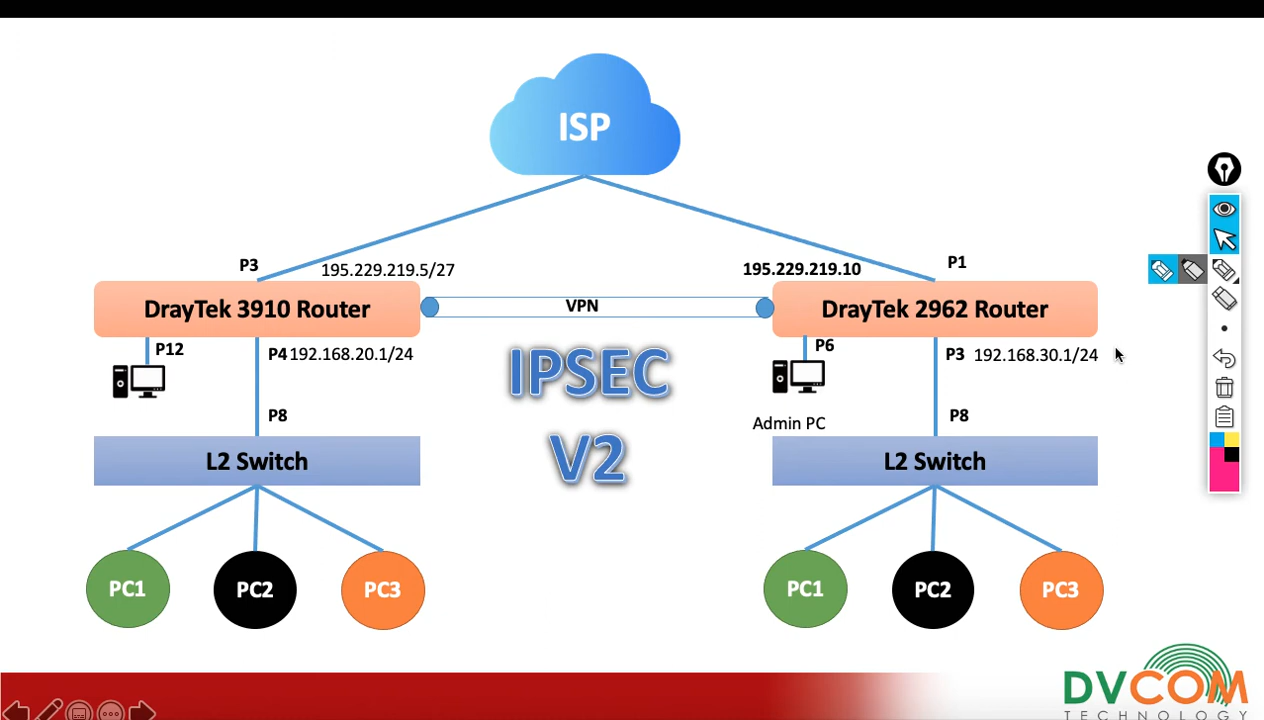 ISP
P3
195.229.219.5/27
195.229.219.10
P1
DrayTek 3910 Router
VPN
DrayTek 2962 Router
P12
P4 192.168.20.1/24
IPSEC
V2
P6
P3 192.168.30.1/24
Admin PC
P8
P8
L2 Switch
L2 Switch
PC1
PC2
PC3
PC1
PC2
PC3
DVCOM
TECHNOLOGY